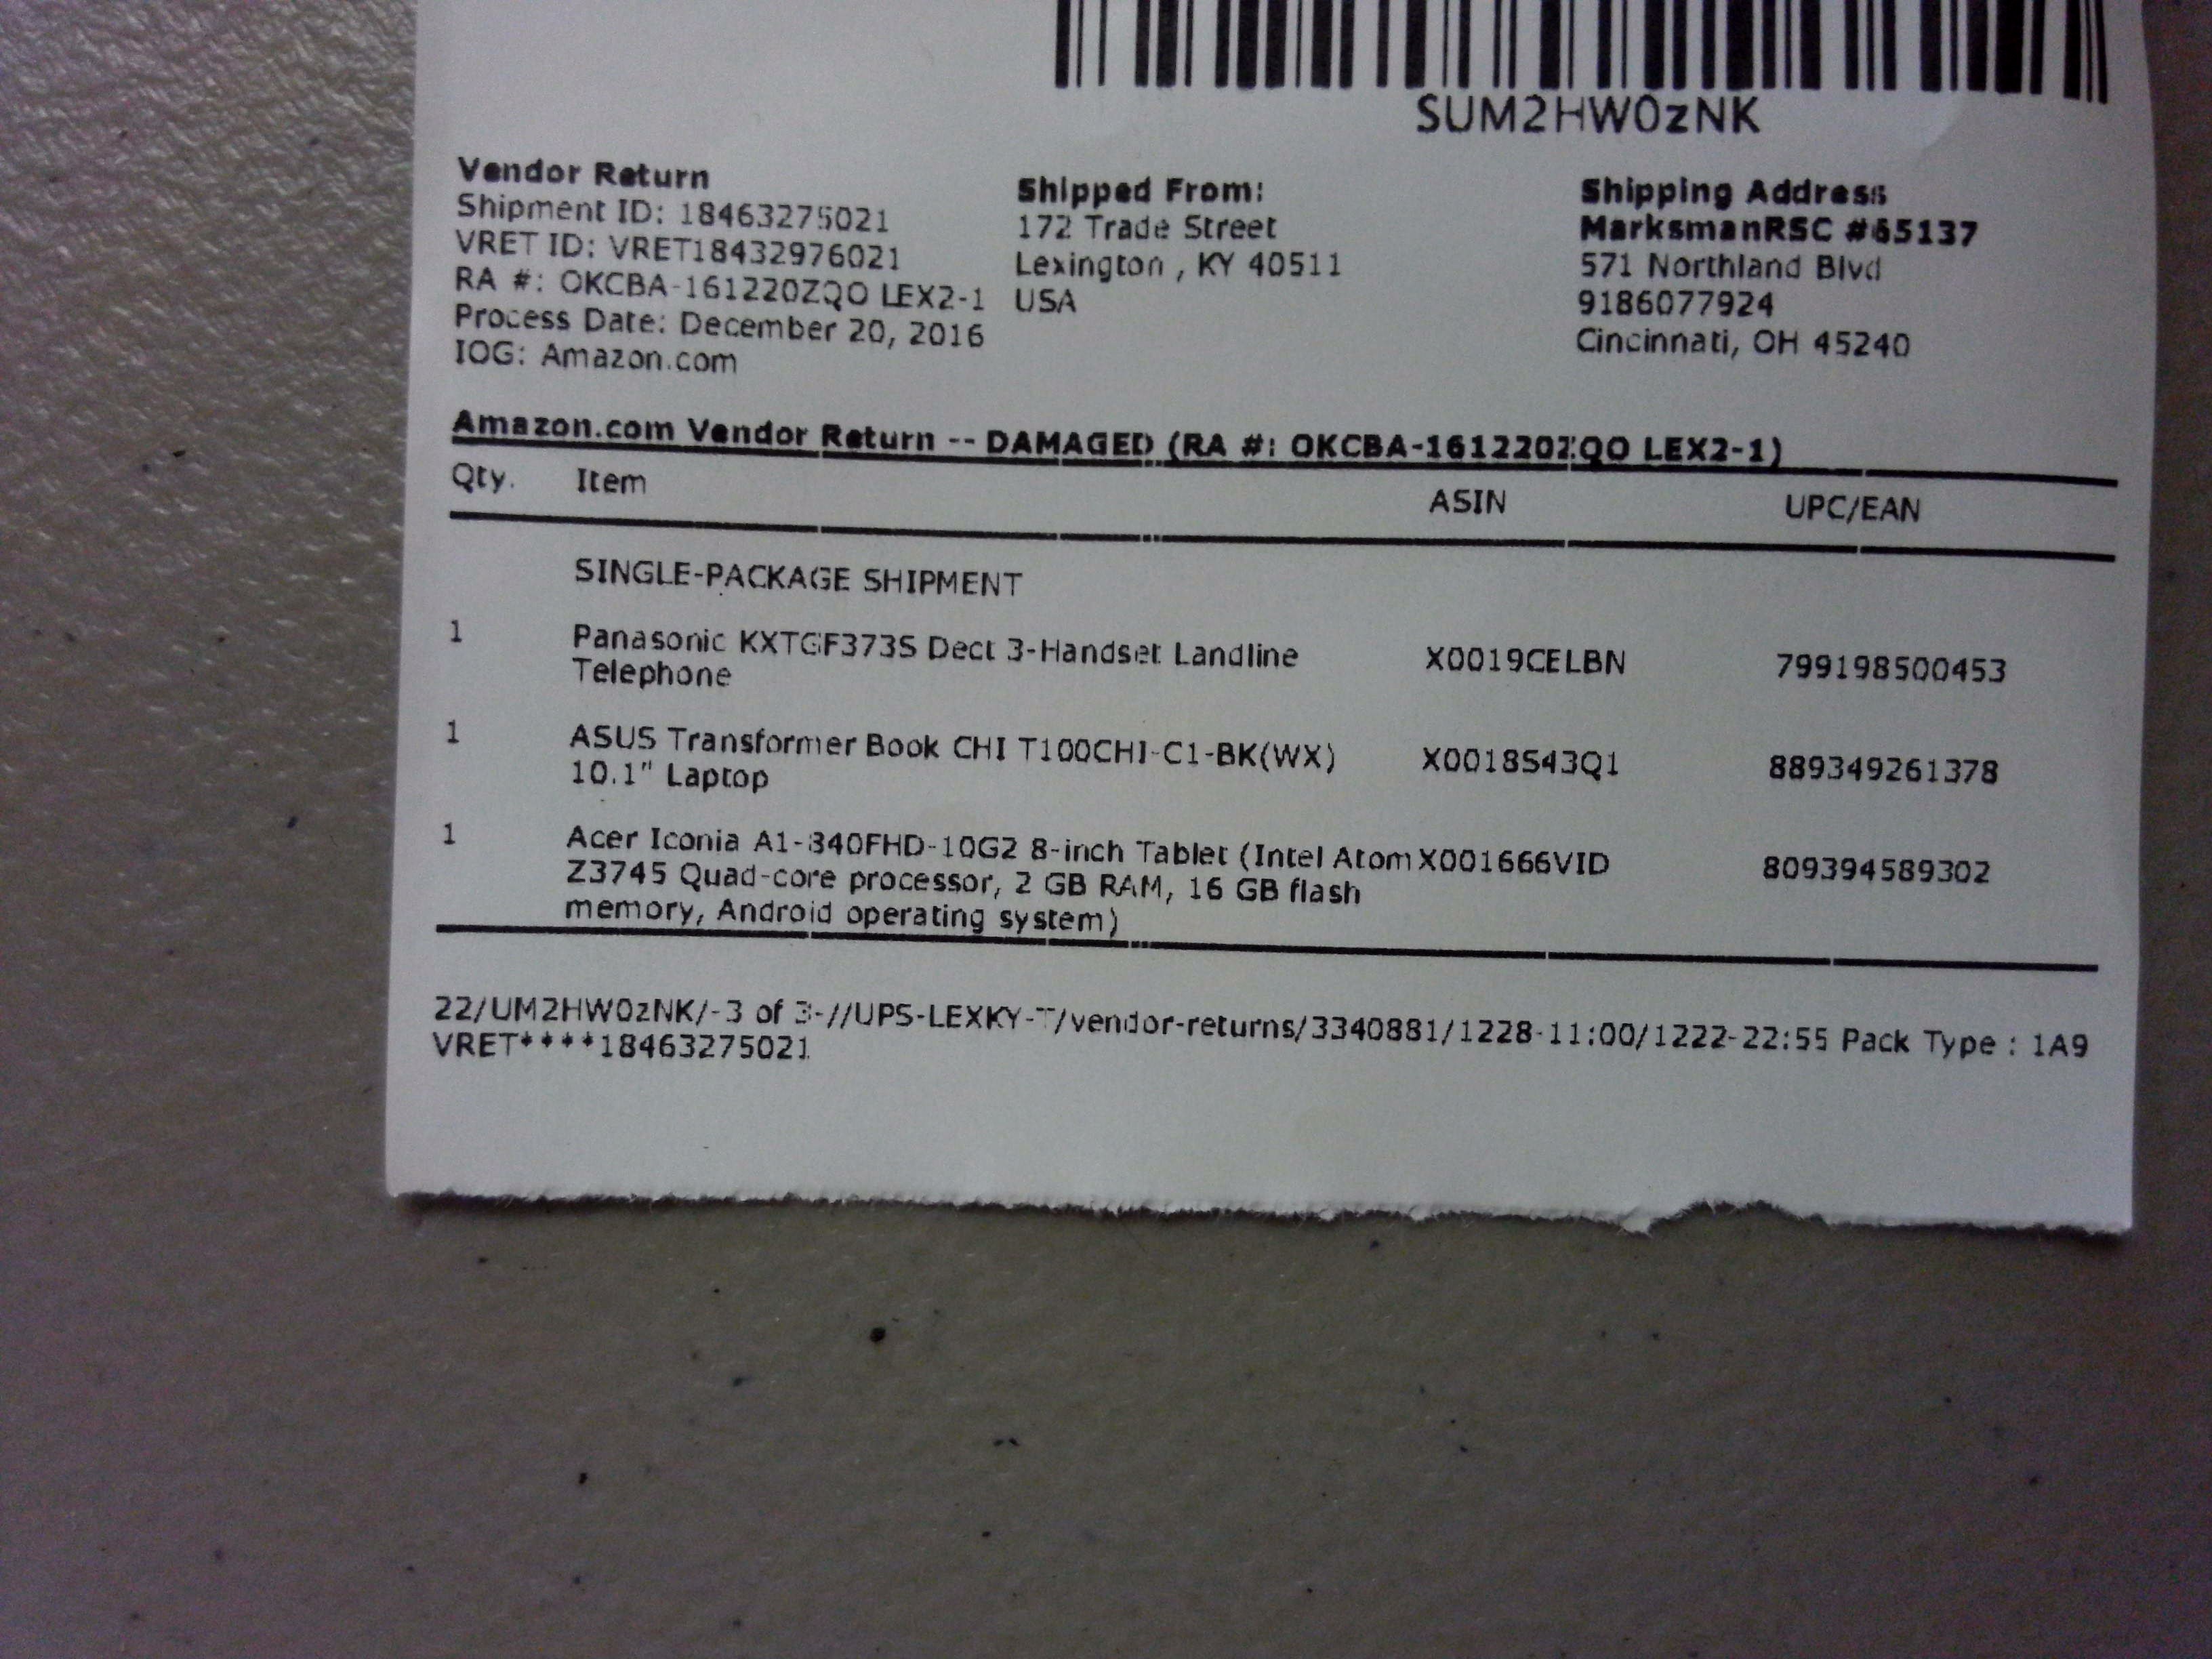 SUM2HW0zNK
Vendor Return
Shipment ID: 18463275021
VRET ID: VRET18432976021
RA #: OKCBA-161220ZQO LEX2-1
Process Date: December 20, 2016
IOG: Amazon.com
Shipped From:
172 Trade Street
Lexington , KY 40511
USA
Shipping Address
MarksmanRSC #65137
571 Northland Blvd
9186077924
Cincinnati, OH 45240
Amazon.com Vendor Return -- DAMAGED (RA #: OKCBA-161220ZQO LEX2-1)
Qty. Item ASIN UPC/EAN
SINGLE-PACKAGE SHIPMENT
1 Panasonic KXTGF373S Dect 3-Handset Landline X0019CELBN 799198500453
Telephone
1 ASUS Transformer Book CHI T100CHI-C1-BK(WX) X0018S43Q1 889349261378
10.1" Laptop
1 Acer Iconia A1-840FHD-10G2 8-inch Tablet (Intel Atom X001666VID 809394589302
Z3745 Quad-core processor, 2 GB RAM, 16 GB flash
memory, Android operating system)
22/UM2HW0zNK/-3 of 3-//UPS-LEXKY-T/vendor-returns/3340881/1228-11:00/1222-22:55 Pack Type : 1A9
VRET****18463275021